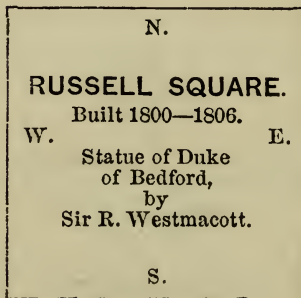 N.
RUSSELL SQUARE.
Built 1800—1806.
W. E.
Statue of Duke
of Bedford,
by
Sir R. Westmacott.
S.